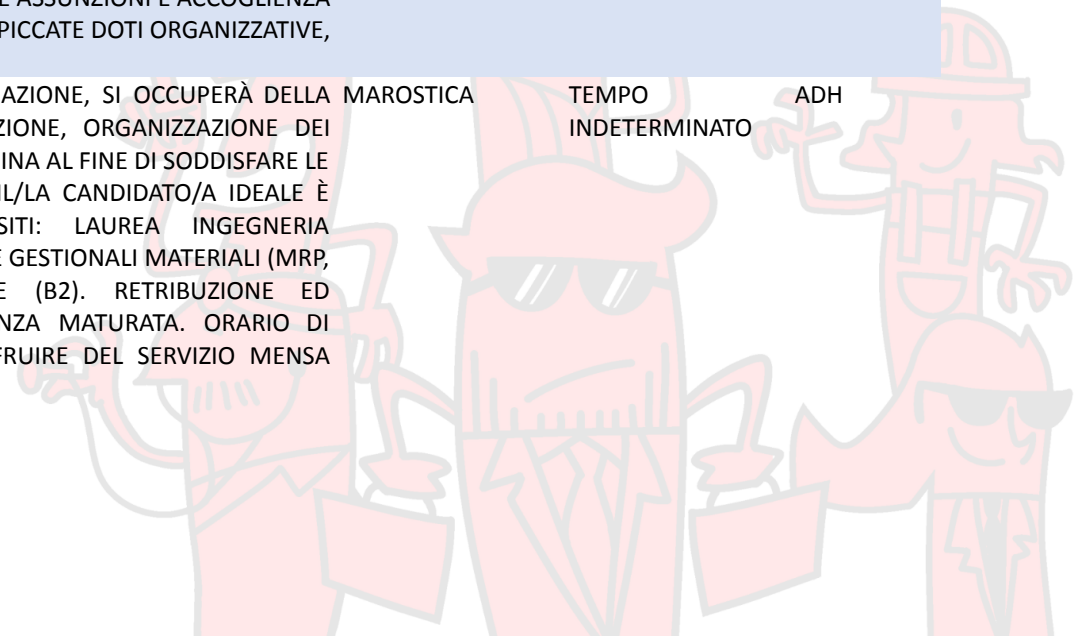 E ASSUNZIONI E ACCOGLIENZA
PICCATE DOTI ORGANIZZATIVE,
AZIONE, SI OCCUPERÀ DELLA MAROSTICA TEMPO ADH
ZIONE, ORGANIZZAZIONE DEI INDETERMINATO
INA AL FINE DI SODDISFARE LE
IL/LA CANDIDATO/A IDEALE È
SITI: LAUREA INGEGNERIA
E GESTIONALI MATERIALI (MRP,
E (B2). RETRIBUZIONE ED
NZA MATURATA. ORARIO DI
FRUIRE DEL SERVIZIO MENSA